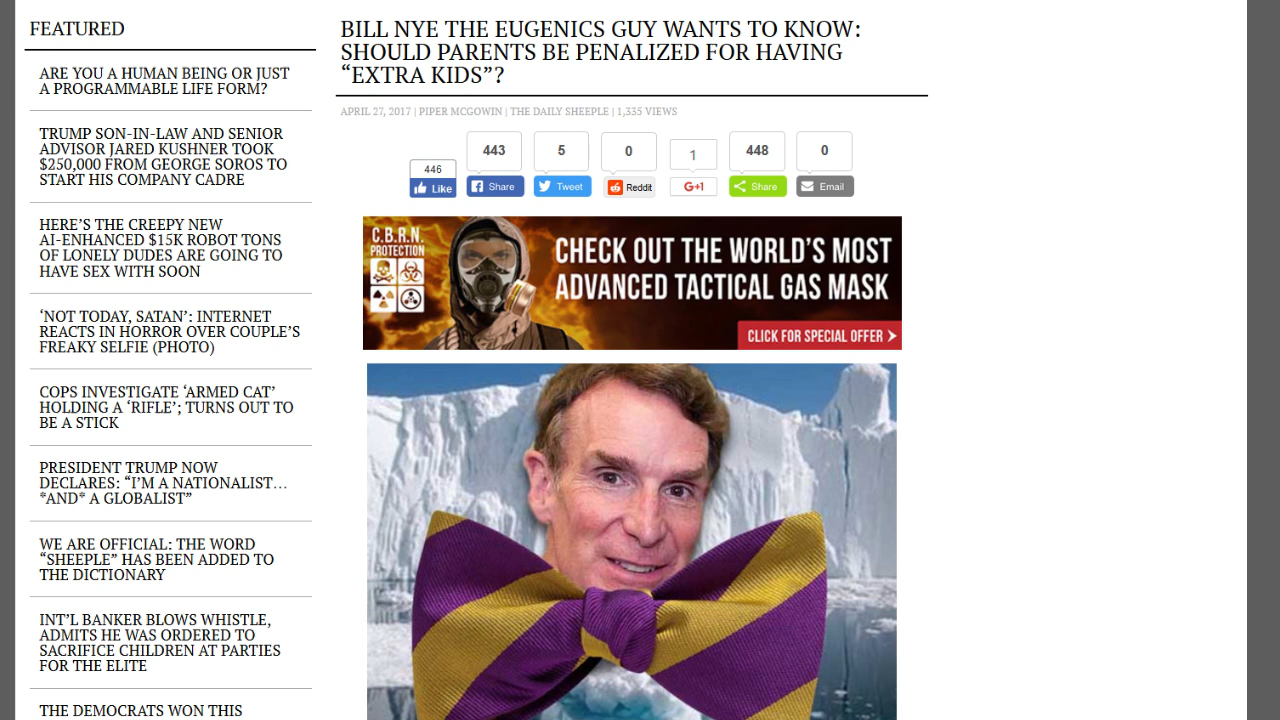 FEATURED
ARE YOU A HUMAN BEING OR JUST
A PROGRAMMABLE LIFE FORM?
TRUMP SON-IN-LAW AND SENIOR
ADVISOR JARED KUSHNER TOOK
$250,000 FROM GEORGE SOROS TO
START HIS COMPANY CADRE
HERE’S THE CREEPY NEW
AI-ENHANCED $15K ROBOT TONS
OF LONELY DUDES ARE GOING TO
HAVE SEX WITH SOON
‘NOT TODAY, SATAN’: INTERNET
REACTS IN HORROR OVER COUPLE’S
FREAKY SELFIE (PHOTO)
COPS INVESTIGATE ‘ARMED CAT’
HOLDING A ‘RIFLE’; TURNS OUT TO
BE A STICK
PRESIDENT TRUMP NOW
DECLARES: “I’M A NATIONALIST…
*AND* A GLOBALIST”
WE ARE OFFICIAL: THE WORD
“SHEEPLE” HAS BEEN ADDED TO
THE DICTIONARY
INT’L BANKER BLOWS WHISTLE,
ADMITS HE WAS ORDERED TO
SACRIFICE CHILDREN AT PARTIES
FOR THE ELITE
THE DEMOCRATS WON THIS
BILL NYE THE EUGENICS GUY WANTS TO KNOW:
SHOULD PARENTS BE PENALIZED FOR HAVING
“EXTRA KIDS”?
APRIL 27, 2017 | PIPER MCGOWIN | THE DAILY SHEEPLE | 1,335 VIEWS
446 443 5 0 1 448 0
Like Share Tweet Reddit G+1 Share Email
C.B.R.N.
PROTECTION
CHECK OUT THE WORLD’S MOST
ADVANCED TACTICAL GAS MASK
CLICK FOR SPECIAL OFFER